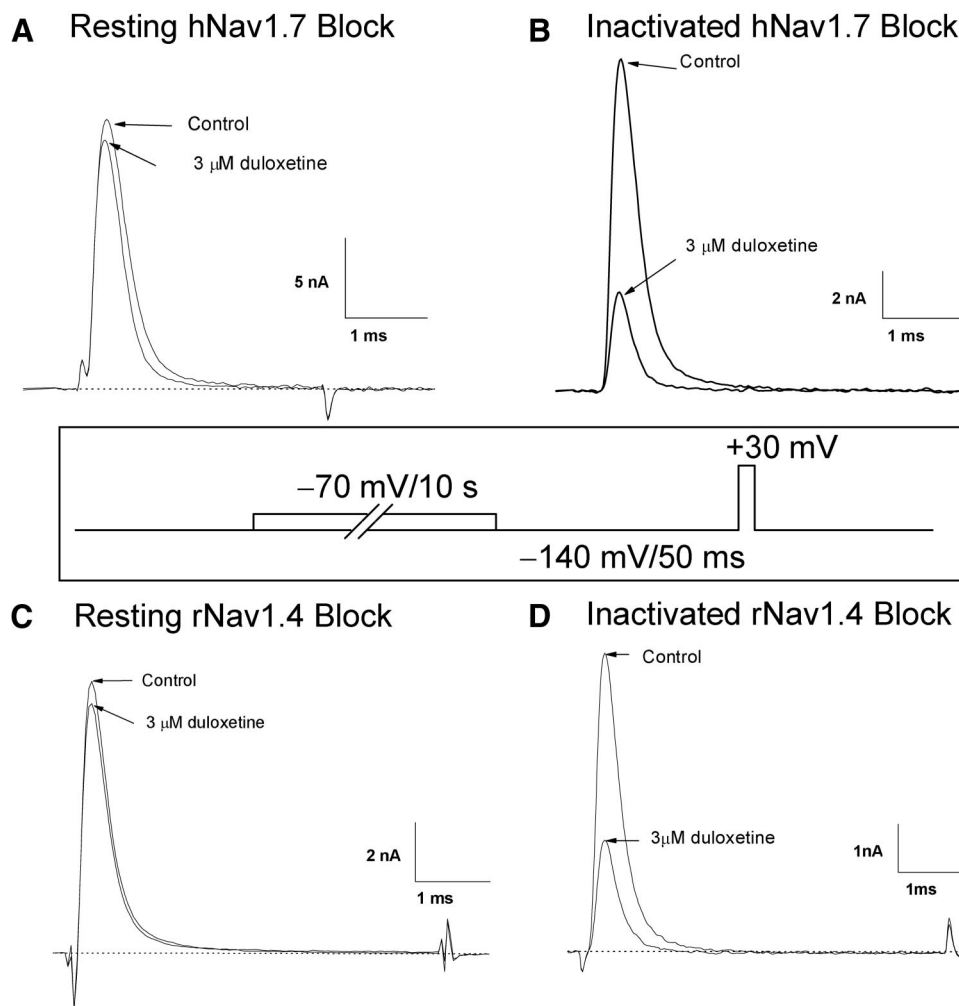 A Resting hNav1.7 Block
Control
3 μM duloxetine
5 nA
1 ms
B Inactivated hNav1.7 Block
Control
3 μM duloxetine
2 nA
1 ms
+30 mV
−70 mV/10 s
−140 mV/50 ms
C Resting rNav1.4 Block
Control
3 μM duloxetine
2 nA
1 ms
D Inactivated rNav1.4 Block
Control
3μM duloxetine
1nA
1ms